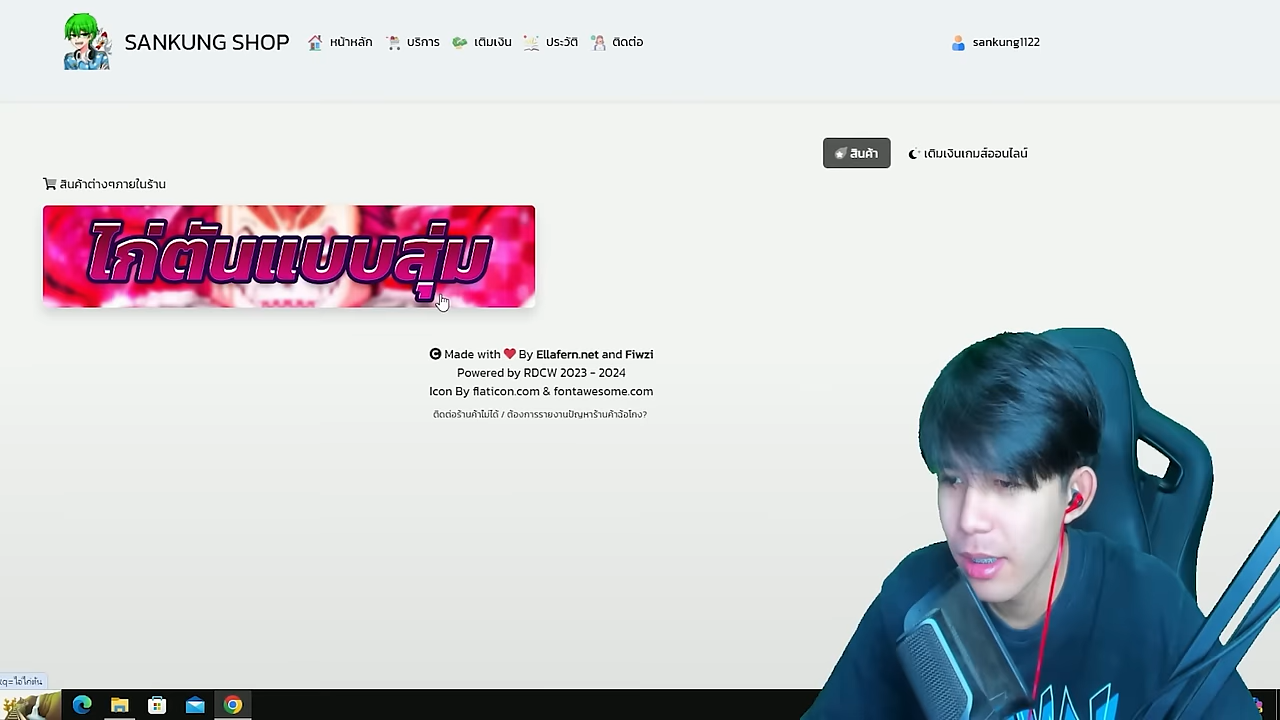 SANKUNG SHOP
หน้าหลัก
บริการ
เติมเงิน
ประวัติ
ติดต่อ
sankung1122
สินค้า
เติมเงินเกมส์ออนไลน์
สินค้าต่างๆภายในร้าน
ไก่ตันแบบสุ่ม
Made with By Ellafern.net and Fiwzi
Powered by RDCW 2023 - 2024
Icon By flaticon.com & fontawesome.com
ติดต่อร้านค้าไม่ได้ / ต้องการรายงานปัญหาร้านค้าฉ้อโกง?